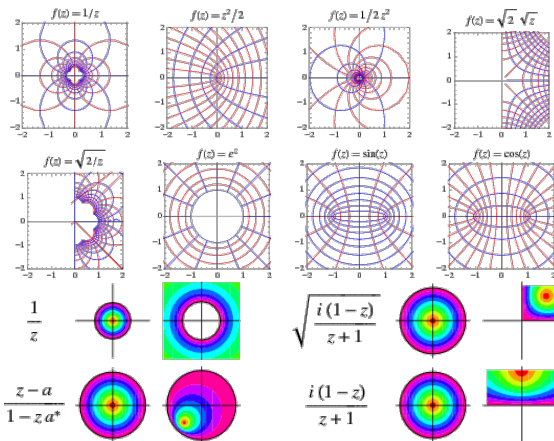 f(z) = 1/z
f(z) = z²/2
f(z) = 1/2 z²
f(z) = √2 √z
2 1 0 −1 −2
−2 −1 0 1 2
−2 −1 0 1 2
−2 −1 0 1 2
−2 −1 0 1 2
f(z) = √(2/z)
f(z) = e^z
f(z) = sin(z)
f(z) = cos(z)
2 1 0 −1 −2
−2 −1 0 1 2
−2 −1 0 1 2
−2 −1 0 1 2
−2 −1 0 1 2
1/z
√(i (1 − z)/(z + 1))
(z − a)/(1 − z a*)
i (1 − z)/(z + 1)